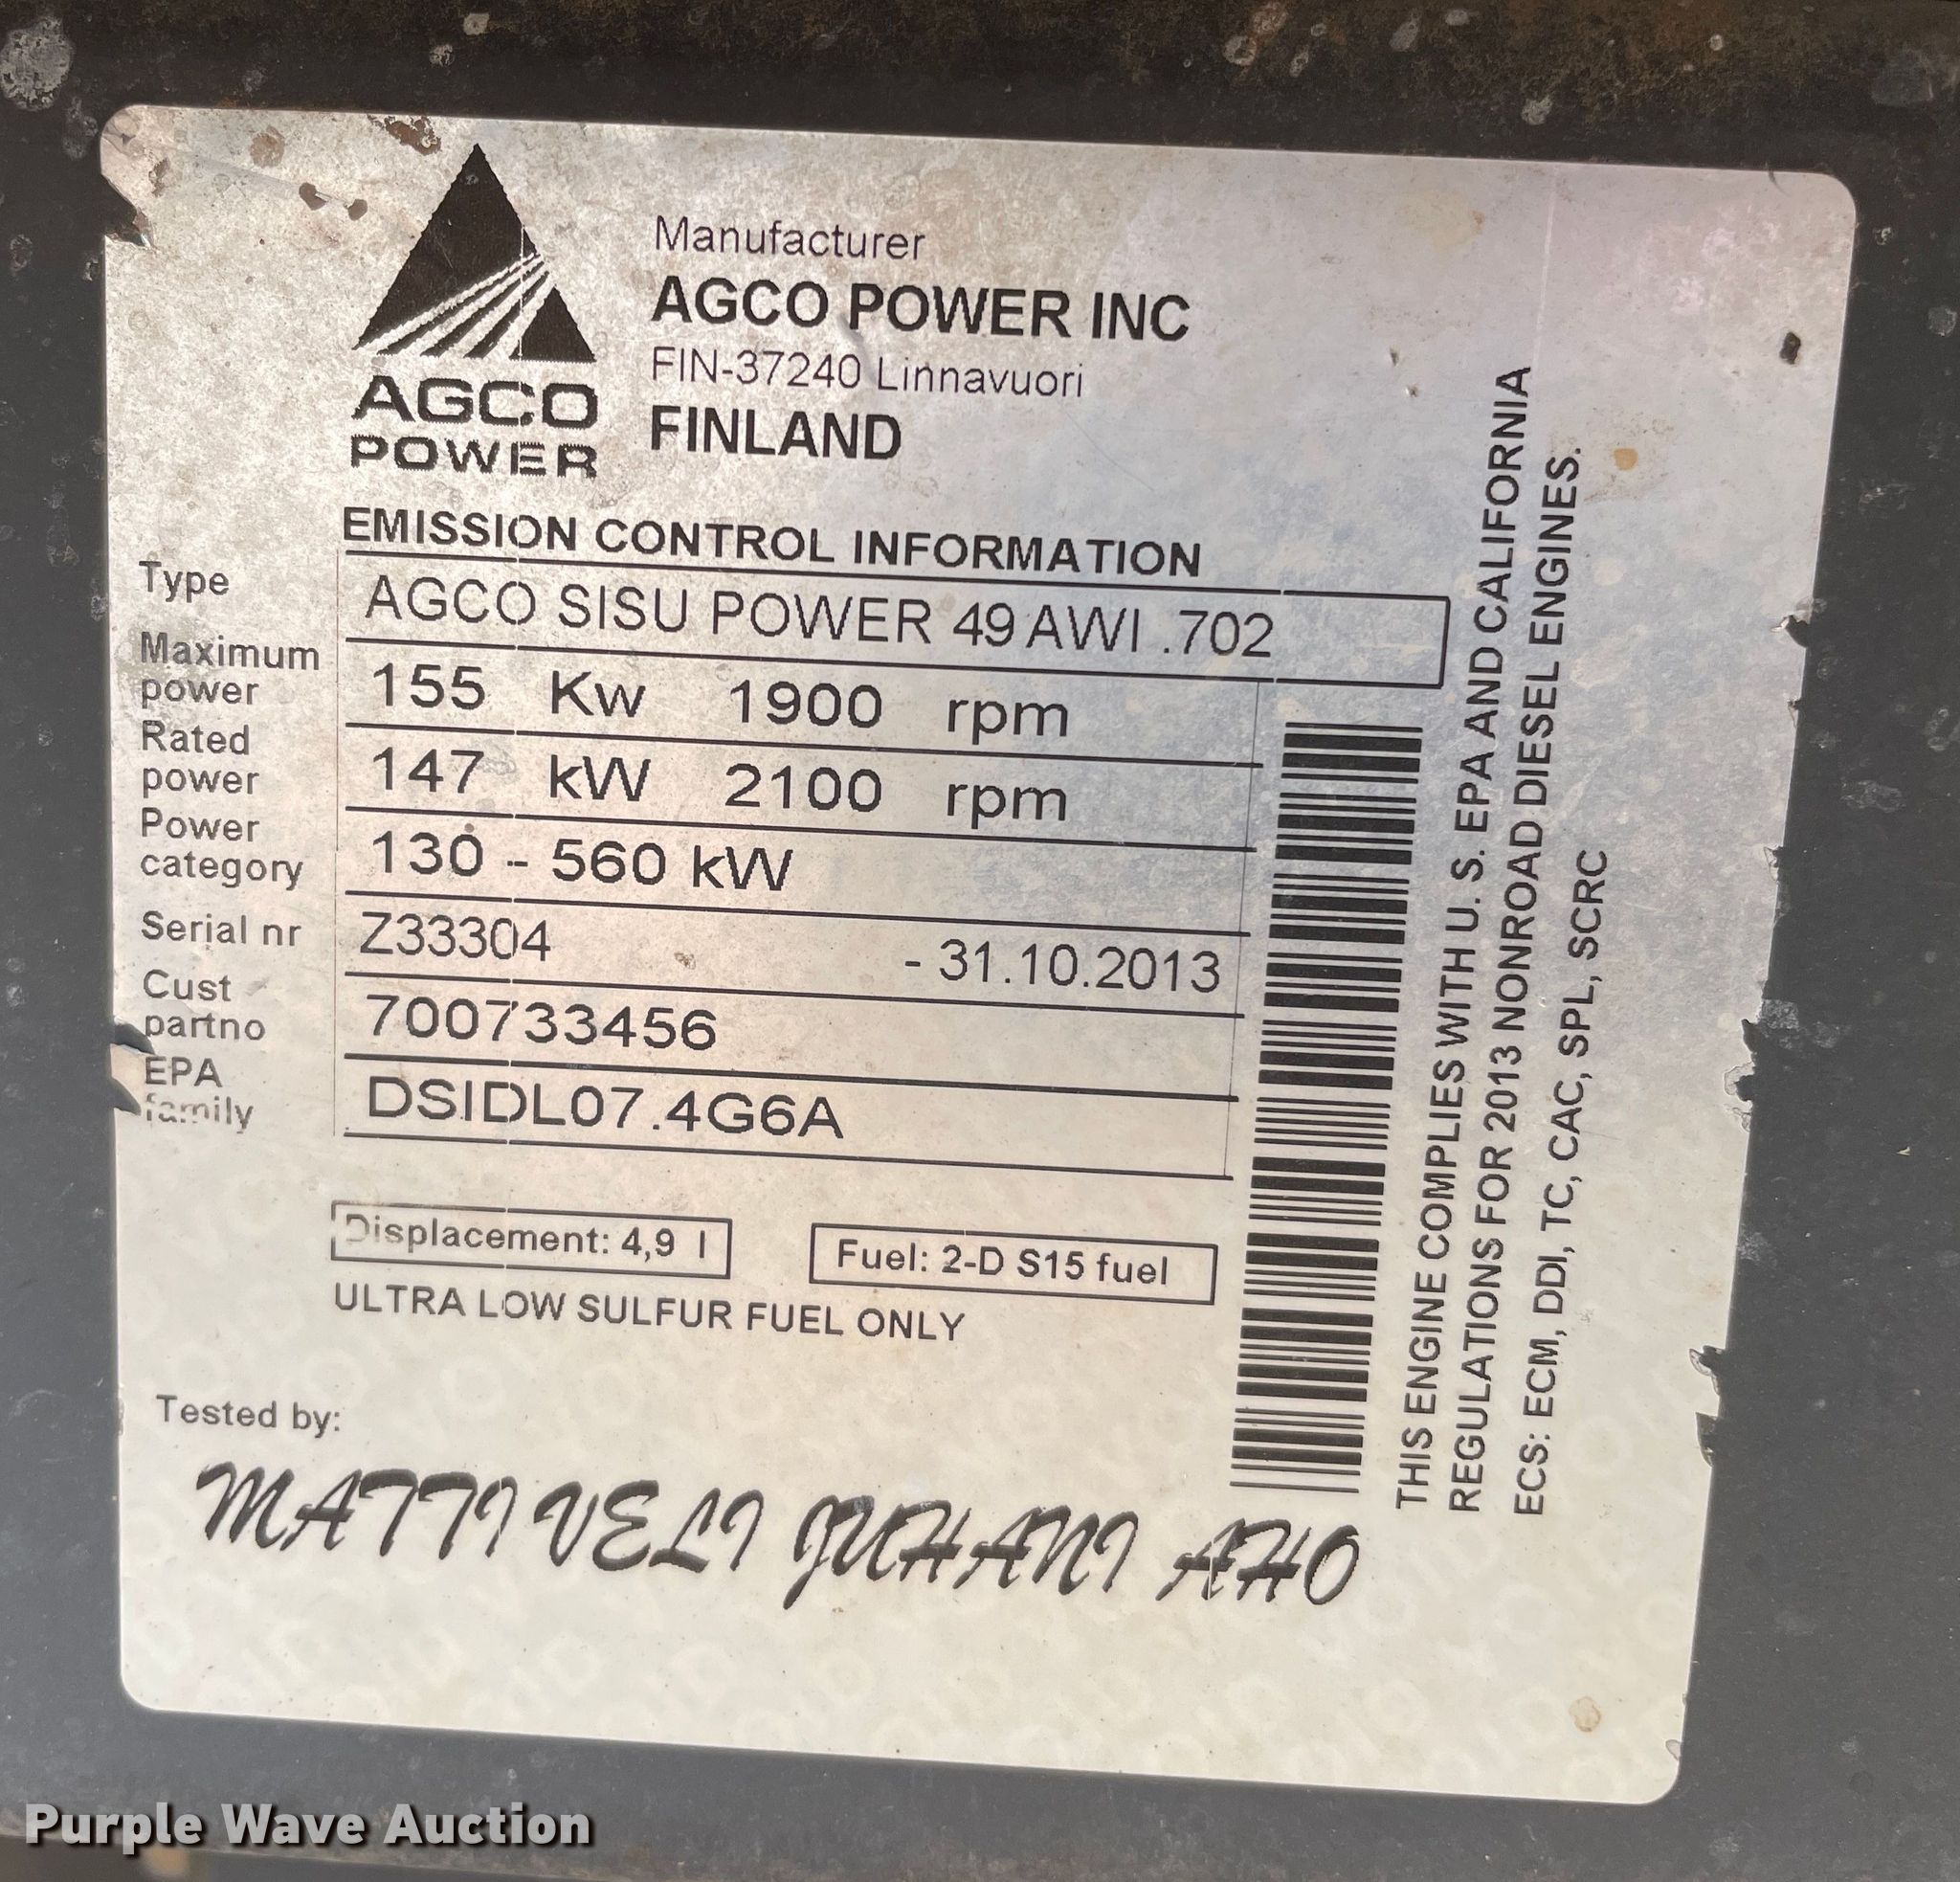 AGCO
POWER
Manufacturer
AGCO POWER INC
FIN-37240 Linnavuori
FINLAND
EMISSION CONTROL INFORMATION
Type AGCO SISU POWER 49 AWI .702
Maximum power 155 Kw 1900 rpm
Rated power 147 kW 2100 rpm
Power category 130 - 560 kW
Serial nr Z33304 - 31.10.2013
Cust partno 700733456
EPA family DSIDL07.4G6A
Displacement: 4,9 l
Fuel: 2-D S15 fuel
ULTRA LOW SULFUR FUEL ONLY
Tested by:
MATTI VELI JUHANI AHO
THIS ENGINE COMPLIES WITH U. S. EPA AND CALIFORNIA
REGULATIONS FOR 2013 NONROAD DIESEL ENGINES.
ECS: ECM, DDI, TC, CAC, SPL, SCRC
Purple Wave Auction